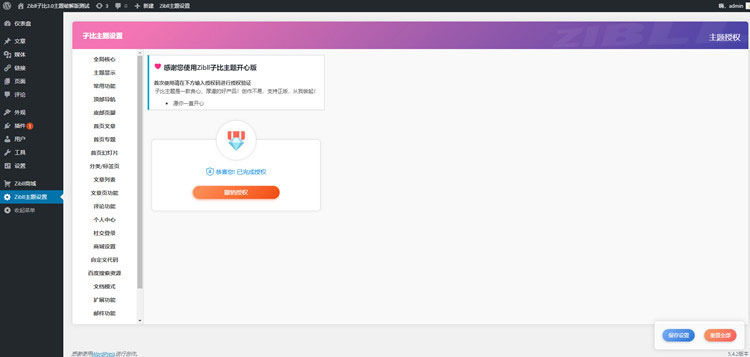 Zibll子比2.0主题破解版测试
3
0
新建
Zibll主题设置
嗨，admin
仪表盘
文章
媒体
链接
页面
评论
外观
插件 1
用户
工具
设置
Zibll商城
Zibll主题设置
收起菜单
子比主题设置
ZIBLL
主题授权
全局核心
主题显示
常用功能
顶部导航
底部页脚
首页文章
首页专题
首页幻灯片
分类/标签页
文章列表
文章页功能
评论功能
个人中心
社交登录
商城设置
自定义代码
百度搜索资源
文档模式
扩展功能
邮件功能
感谢您使用Zibll子比主题开心版
首次使用请在下方输入授权码进行授权验证
子比主题是一款良心、厚道的好产品！创作不易，支持正版，从我做起！
愿你一直开心
恭喜您! 已完成授权
撤销授权
保存设置
重置全部
感谢使用WordPress进行创作。
5.4.2版本